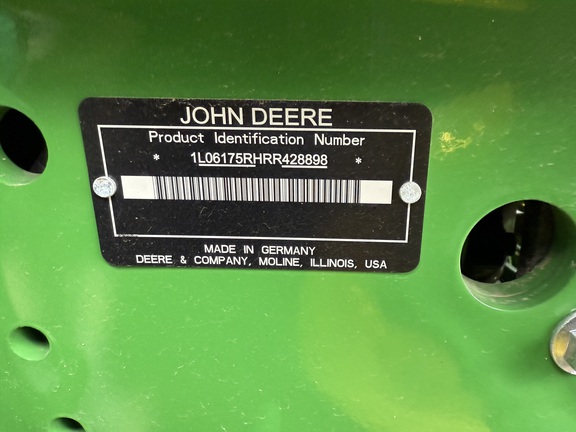 JOHN DEERE
Product Identification Number
* 1L06175RHRR428898 *
MADE IN GERMANY
DEERE & COMPANY, MOLINE, ILLINOIS, USA